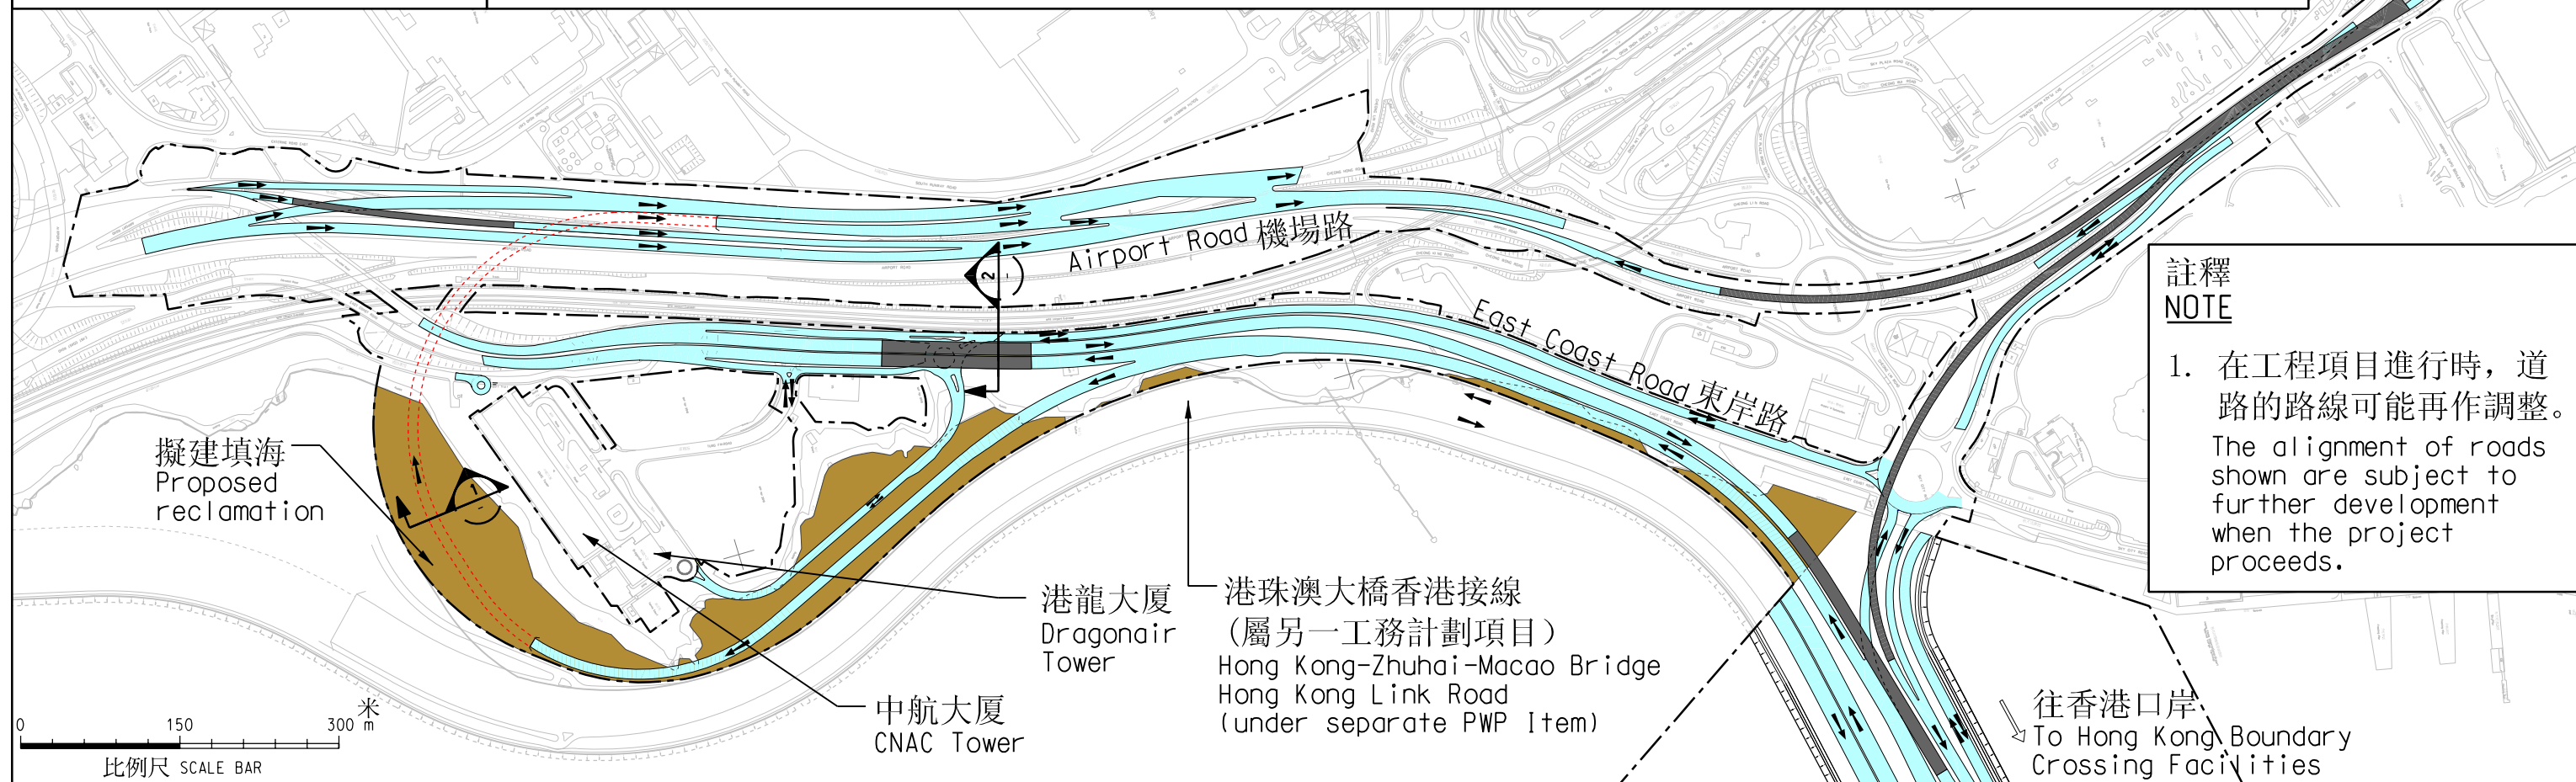 Airport Road 機場路
East Coast Road 東岸路
擬建填海
Proposed
reclamation
港龍大厦
Dragonair
Tower
中航大厦
CNAC Tower
港珠澳大橋香港接線
(屬另一工務計劃項目)
Hong Kong-Zhuhai-Macao Bridge
Hong Kong Link Road
(under separate PWP Item)
往香港口岸
To Hong Kong Boundary
Crossing Facilities
註釋
NOTE
1. 在工程項目進行時，道
路的路線可能再作調整。
The alignment of roads
shown are subject to
further development
when the project
proceeds.
2
1
0 150 300 米
m
比例尺 SCALE BAR